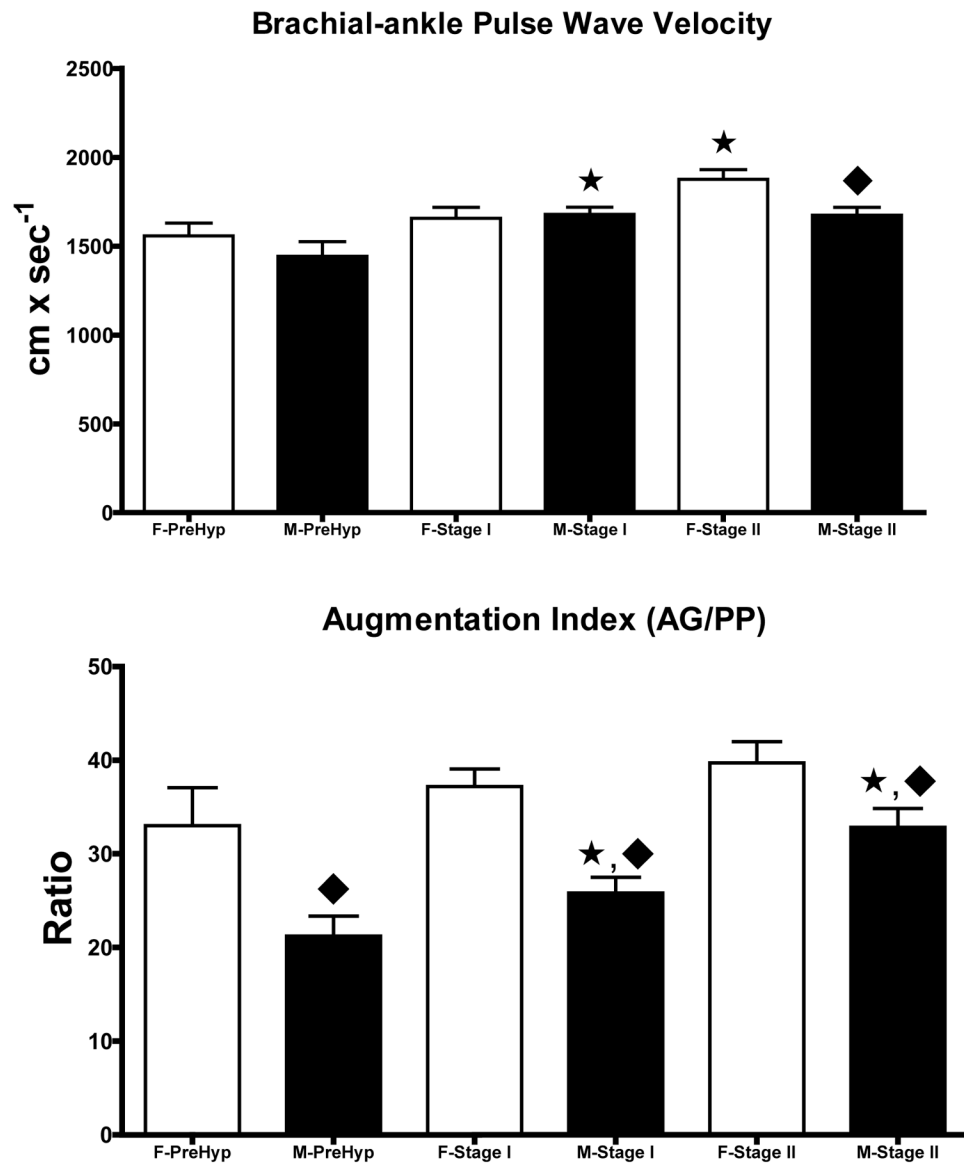 Brachial-ankle Pulse Wave Velocity
cm x sec⁻¹
2500
2000
1500
1000
500
0
F-PreHyp M-PreHyp F-Stage I M-Stage I F-Stage II M-Stage II
★ ★ ◆
Augmentation Index (AG/PP)
Ratio
50
40
30
20
10
0
◆ ★,◆ ★,◆
F-PreHyp M-PreHyp F-Stage I M-Stage I F-Stage II M-Stage II